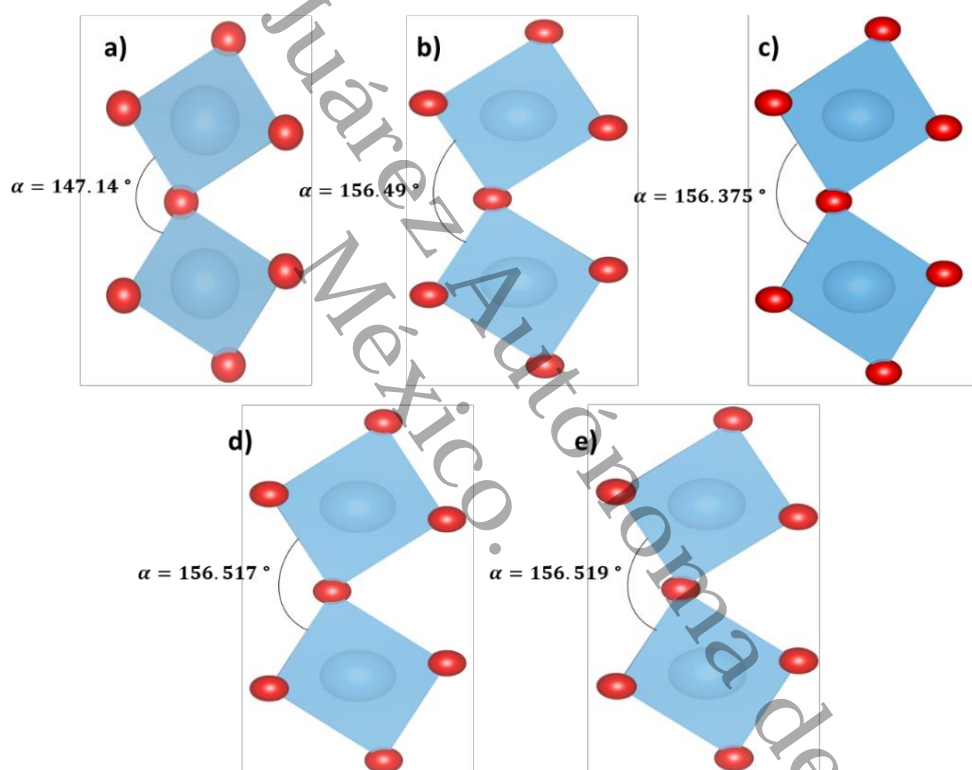 a)
b)
c)
α = 147.14 °
α = 156.49 °
α = 156.375 °
d)
e)
α = 156.517 °
α = 156.519 °
Juárez Autónoma de
México.